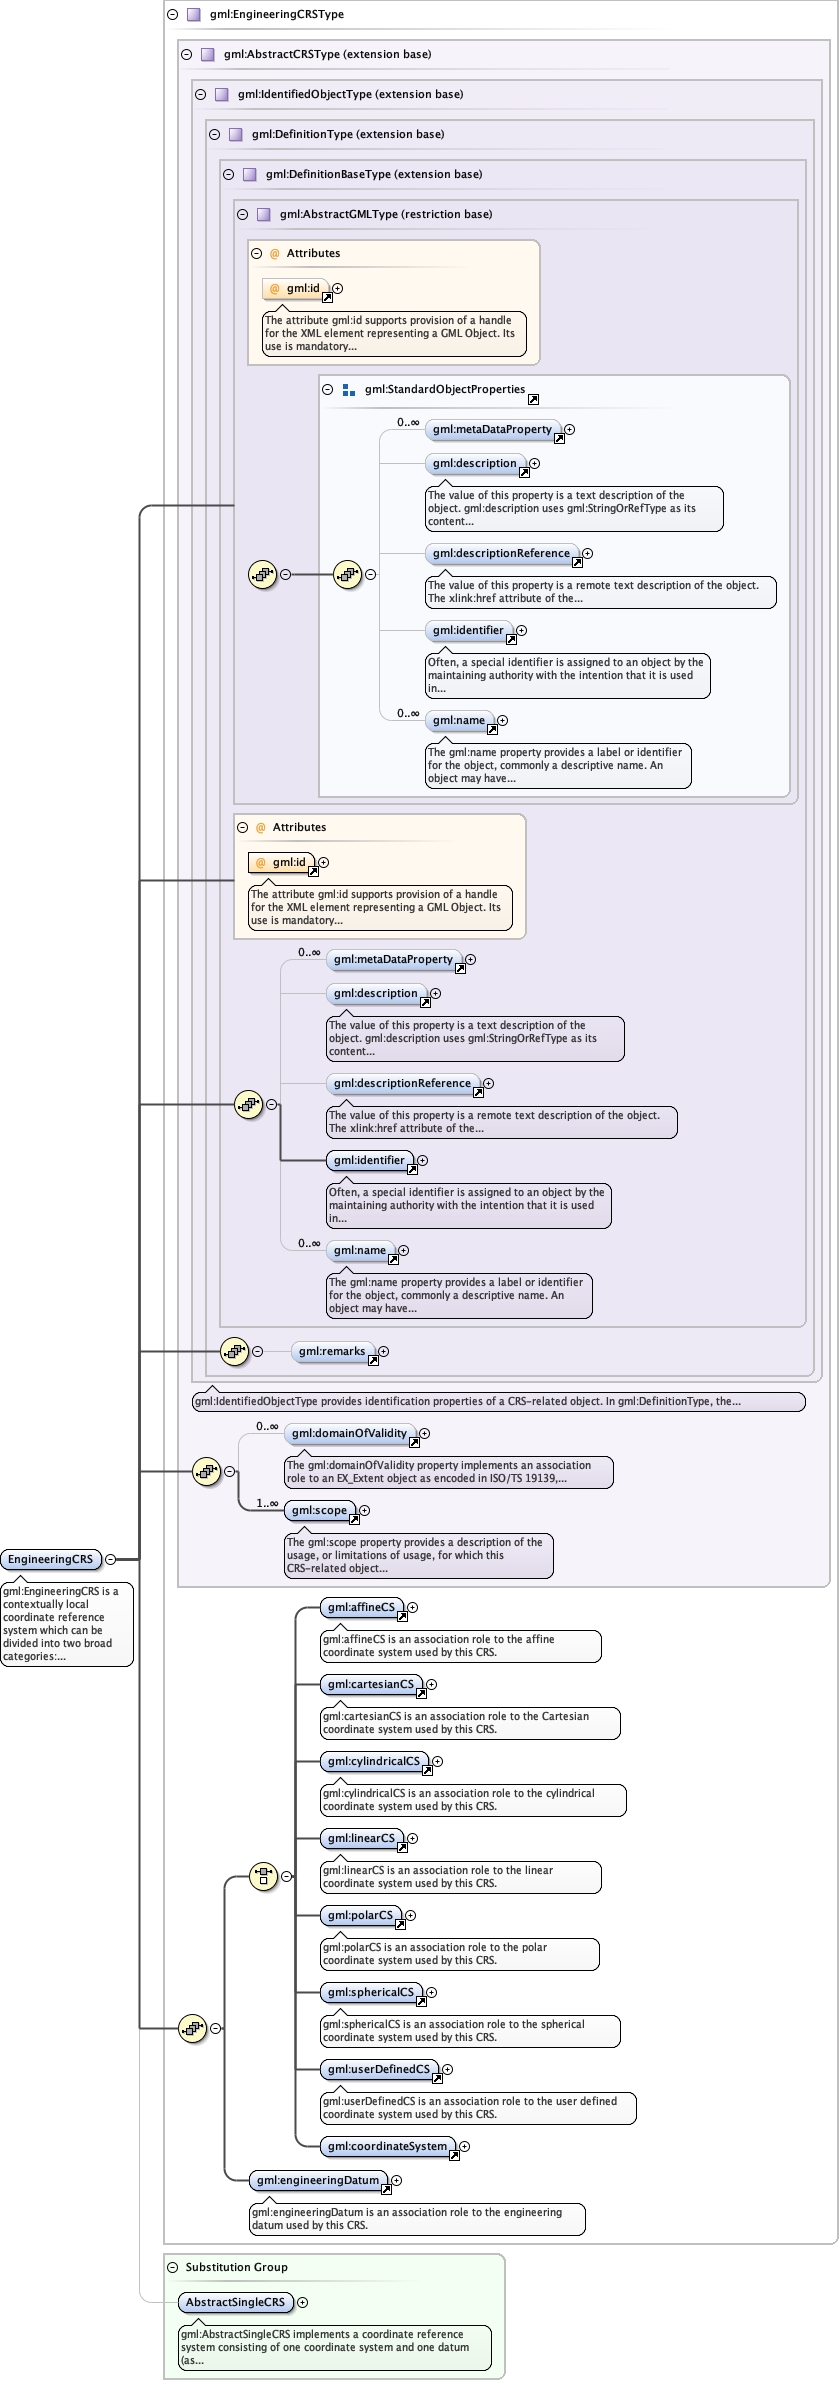 gml:EngineeringCRSType
gml:AbstractCRSType (extension base)
gml:IdentifiedObjectType (extension base)
gml:DefinitionType (extension base)
gml:DefinitionBaseType (extension base)
gml:AbstractGMLType (restriction base)
@ Attributes
@ gml:id
The attribute gml:id supports provision of a handle
for the XML element representing a GML Object. Its
use is mandatory...
gml:StandardObjectProperties
0..∞
gml:metaDataProperty
gml:description
The value of this property is a text description of the
object. gml:description uses gml:StringOrRefType as its
content...
gml:descriptionReference
The value of this property is a remote text description of the object.
The xlink:href attribute of the...
gml:identifier
Often, a special identifier is assigned to an object by the
maintaining authority with the intention that it is used
in...
0..∞
gml:name
The gml:name property provides a label or identifier
for the object, commonly a descriptive name. An
object may have...
@ Attributes
@ gml:id
The attribute gml:id supports provision of a handle
for the XML element representing a GML Object. Its
use is mandatory...
0..∞
gml:metaDataProperty
gml:description
The value of this property is a text description of the
object. gml:description uses gml:StringOrRefType as its
content...
gml:descriptionReference
The value of this property is a remote text description of the object.
The xlink:href attribute of the...
gml:identifier
Often, a special identifier is assigned to an object by the
maintaining authority with the intention that it is used
in...
0..∞
gml:name
The gml:name property provides a label or identifier
for the object, commonly a descriptive name. An
object may have...
gml:remarks
gml:IdentifiedObjectType provides identification properties of a CRS-related object. In gml:DefinitionType, the...
0..∞
gml:domainOfValidity
The gml:domainOfValidity property implements an association
role to an EX_Extent object as encoded in ISO/TS 19139,...
1..∞
gml:scope
The gml:scope property provides a description of the
usage, or limitations of usage, for which this
CRS-related object...
EngineeringCRS
gml:EngineeringCRS is a
contextually local
coordinate reference
system which can be
divided into two broad
categories:...
gml:affineCS
gml:affineCS is an association role to the affine
coordinate system used by this CRS.
gml:cartesianCS
gml:cartesianCS is an association role to the Cartesian
coordinate system used by this CRS.
gml:cylindricalCS
gml:cylindricalCS is an association role to the cylindrical
coordinate system used by this CRS.
gml:linearCS
gml:linearCS is an association role to the linear
coordinate system used by this CRS.
gml:polarCS
gml:polarCS is an association role to the polar
coordinate system used by this CRS.
gml:sphericalCS
gml:sphericalCS is an association role to the spherical
coordinate system used by this CRS.
gml:userDefinedCS
gml:userDefinedCS is an association role to the user defined
coordinate system used by this CRS.
gml:coordinateSystem
gml:engineeringDatum
gml:engineeringDatum is an association role to the engineering
datum used by this CRS.
Substitution Group
AbstractSingleCRS
gml:AbstractSingleCRS implements a coordinate reference
system consisting of one coordinate system and one datum
(as...